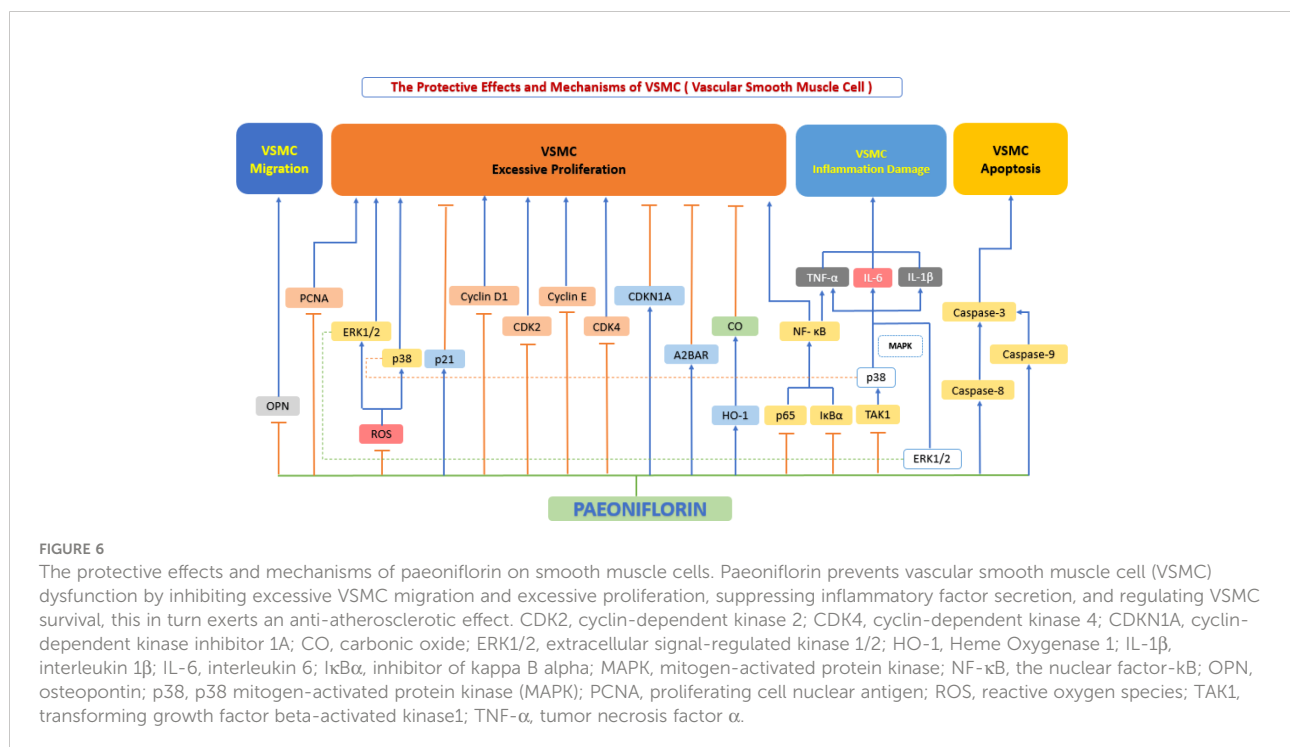 The Protective Effects and Mechanisms of VSMC ( Vascular Smooth Muscle Cell )
VSMC
Migration
VSMC
Excessive Proliferation
VSMC
Inflammation Damage
VSMC
Apoptosis
TNF-α
IL-6
IL-1β
PCNA
Cyclin D1
Cyclin E
CDKN1A
Caspase-3
ERK1/2
CDK2
CDK4
CO
NF- κB
MAPK
p38
p21
A2BAR
Caspase-9
p38
Caspase-8
OPN
HO-1
p65
IκBα
TAK1
ROS
ERK1/2
PAEONIFLORIN
FIGURE 6
The protective effects and mechanisms of paeoniflorin on smooth muscle cells. Paeoniflorin prevents vascular smooth muscle cell (VSMC)
dysfunction by inhibiting excessive VSMC migration and excessive proliferation, suppressing inflammatory factor secretion, and regulating VSMC
survival, this in turn exerts an anti-atherosclerotic effect. CDK2, cyclin-dependent kinase 2; CDK4, cyclin-dependent kinase 4; CDKN1A, cyclin-
dependent kinase inhibitor 1A; CO, carbonic oxide; ERK1/2, extracellular signal-regulated kinase 1/2; HO-1, Heme Oxygenase 1; IL-1β,
interleukin 1β; IL-6, interleukin 6; IκBα, inhibitor of kappa B alpha; MAPK, mitogen-activated protein kinase; NF-κB, the nuclear factor-kB; OPN,
osteopontin; p38, p38 mitogen-activated protein kinase (MAPK); PCNA, proliferating cell nuclear antigen; ROS, reactive oxygen species; TAK1,
transforming growth factor beta-activated kinase1; TNF-α, tumor necrosis factor α.